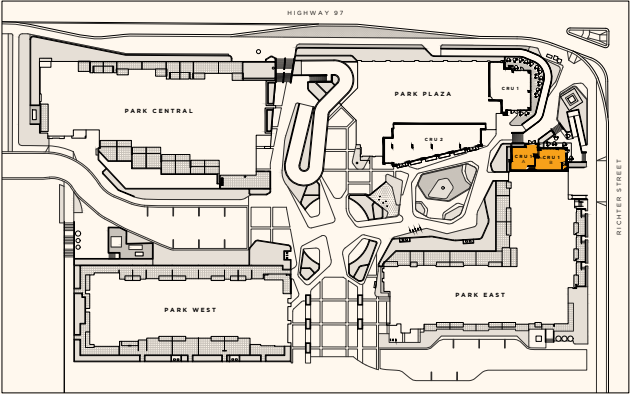 HIGHWAY 97
PARK PLAZA
CRU 1
PARK CENTRAL
CRU 2
RICHTER STREET
PARK EAST
PARK WEST